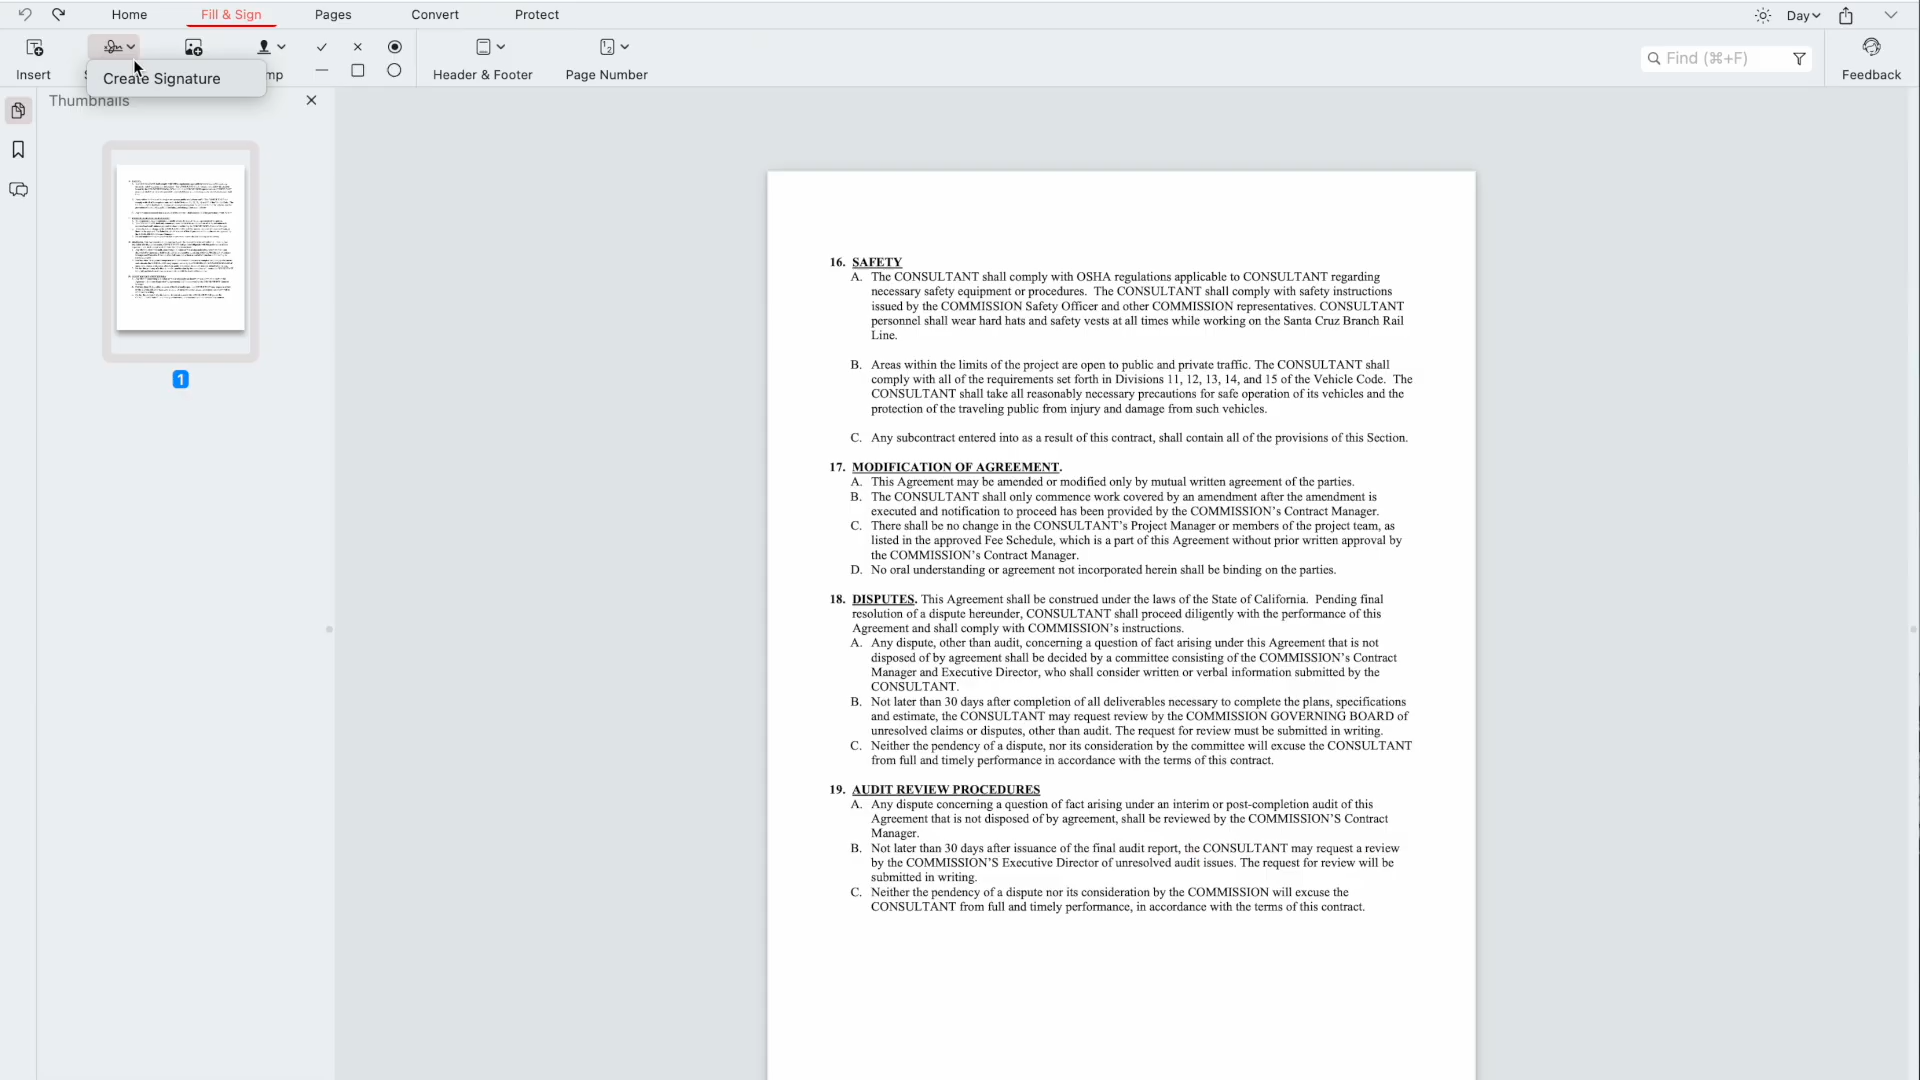 Home Fill & Sign Pages Convert Protect Day
Insert Header & Footer Page Number Find (⌘+F) Feedback
Create Signature
Thumbnails
1
16. SAFETY
A. The CONSULTANT shall comply with OSHA regulations applicable to CONSULTANT regarding
necessary safety equipment or procedures. The CONSULTANT shall comply with safety instructions
issued by the COMMISSION Safety Officer and other COMMISSION representatives. CONSULTANT
personnel shall wear hard hats and safety vests at all times while working on the Santa Cruz Branch Rail
Line.
B. Areas within the limits of the project are open to public and private traffic. The CONSULTANT shall
comply with all of the requirements set forth in Divisions 11, 12, 13, 14, and 15 of the Vehicle Code. The
CONSULTANT shall take all reasonably necessary precautions for safe operation of its vehicles and the
protection of the traveling public from injury and damage from such vehicles.
C. Any subcontract entered into as a result of this contract, shall contain all of the provisions of this Section.
17. MODIFICATION OF AGREEMENT.
A. This Agreement may be amended or modified only by mutual written agreement of the parties.
B. The CONSULTANT shall only commence work covered by an amendment after the amendment is
executed and notification to proceed has been provided by the COMMISSION's Contract Manager.
C. There shall be no change in the CONSULTANT's Project Manager or members of the project team, as
listed in the approved Fee Schedule, which is a part of this Agreement without prior written approval by
the COMMISSION's Contract Manager.
D. No oral understanding or agreement not incorporated herein shall be binding on the parties.
18. DISPUTES. This Agreement shall be construed under the laws of the State of California. Pending final
resolution of a dispute hereunder, CONSULTANT shall proceed diligently with the performance of this
Agreement and shall comply with COMMISSION's instructions.
A. Any dispute, other than audit, concerning a question of fact arising under this Agreement that is not
disposed of by agreement shall be decided by a committee consisting of the COMMISSION's Contract
Manager and Executive Director, who shall consider written or verbal information submitted by the
CONSULTANT.
B. Not later than 30 days after completion of all deliverables necessary to complete the plans, specifications
and estimate, the CONSULTANT may request review by the COMMISSION GOVERNING BOARD of
unresolved claims or disputes, other than audit. The request for review must be submitted in writing.
C. Neither the pendency of a dispute, nor its consideration by the committee will excuse the CONSULTANT
from full and timely performance in accordance with the terms of this contract.
19. AUDIT REVIEW PROCEDURES
A. Any dispute concerning a question of fact arising under an interim or post-completion audit of this
Agreement that is not disposed of by agreement, shall be reviewed by the COMMISSION'S Contract
Manager.
B. Not later than 30 days after issuance of the final audit report, the CONSULTANT may request a review
by the COMMISSION'S Executive Director of unresolved audit issues. The request for review will be
submitted in writing.
C. Neither the pendency of a dispute nor its consideration by the COMMISSION will excuse the
CONSULTANT from full and timely performance, in accordance with the terms of this contract.